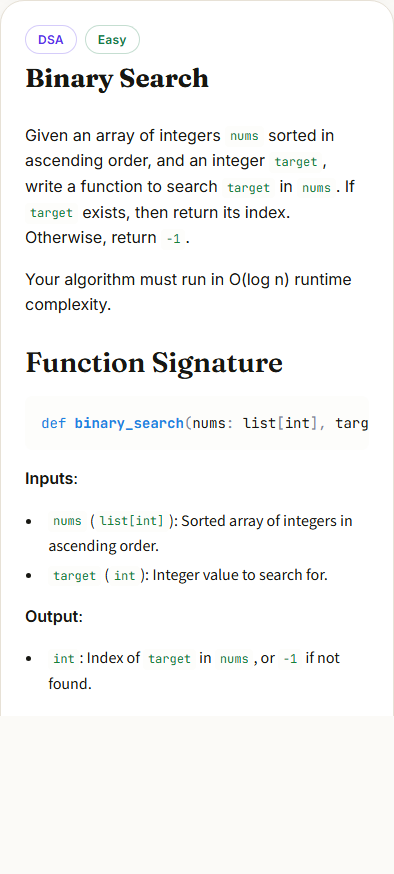 DSA Easy
Binary Search
Given an array of integers nums sorted in
ascending order, and an integer target ,
write a function to search target in nums . If
target exists, then return its index.
Otherwise, return -1 .
Your algorithm must run in O(log n) runtime
complexity.
Function Signature
def binary_search(nums: list[int], targ
Inputs:
• nums ( list[int] ): Sorted array of integers in
ascending order.
• target ( int ): Integer value to search for.
Output:
• int : Index of target in nums , or -1 if not
found.